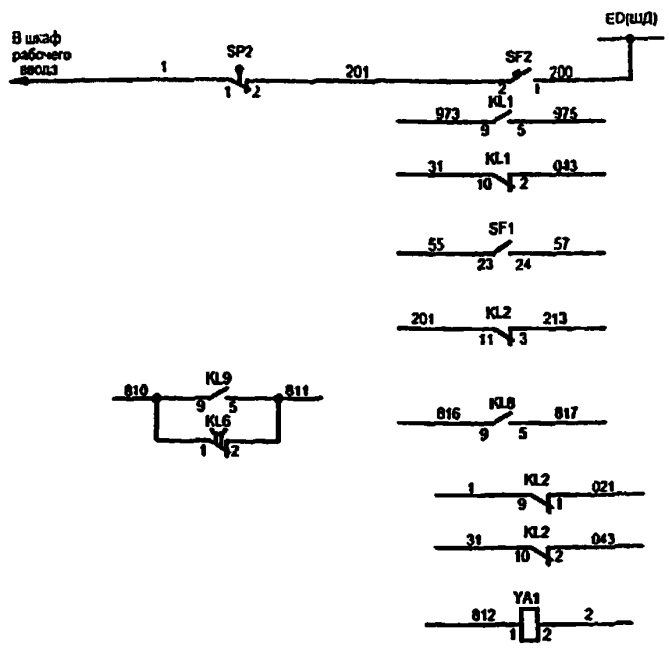 ED(ШД)
В шкаф
рабочего
ввода
1 SP2 201 SF2 200
1 2 2 1
973 KL1 975
9 5
31 KL1 043
10 2
SF1
55 57
23 24
KL2
201 213
11 3
KL9
810 811
9 5
KL6
1 2
KL8
816 817
9 5
KL2
1 021
9 1
KL2
31 043
10 2
YA1
812 2
1 2